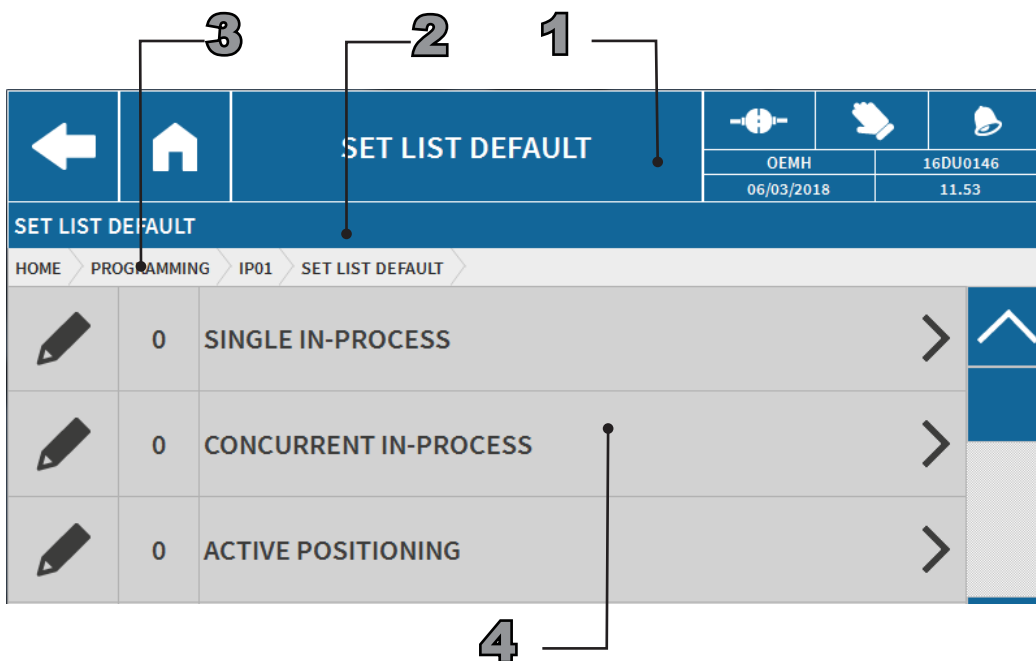 3 2 1
SET LIST DEFAULT
OEMH 16DU0146
06/03/2018 11.53
SET LIST DEFAULT
HOME PROGRAMMING IP01 SET LIST DEFAULT
0 SINGLE IN-PROCESS
0 CONCURRENT IN-PROCESS
0 ACTIVE POSITIONING
4